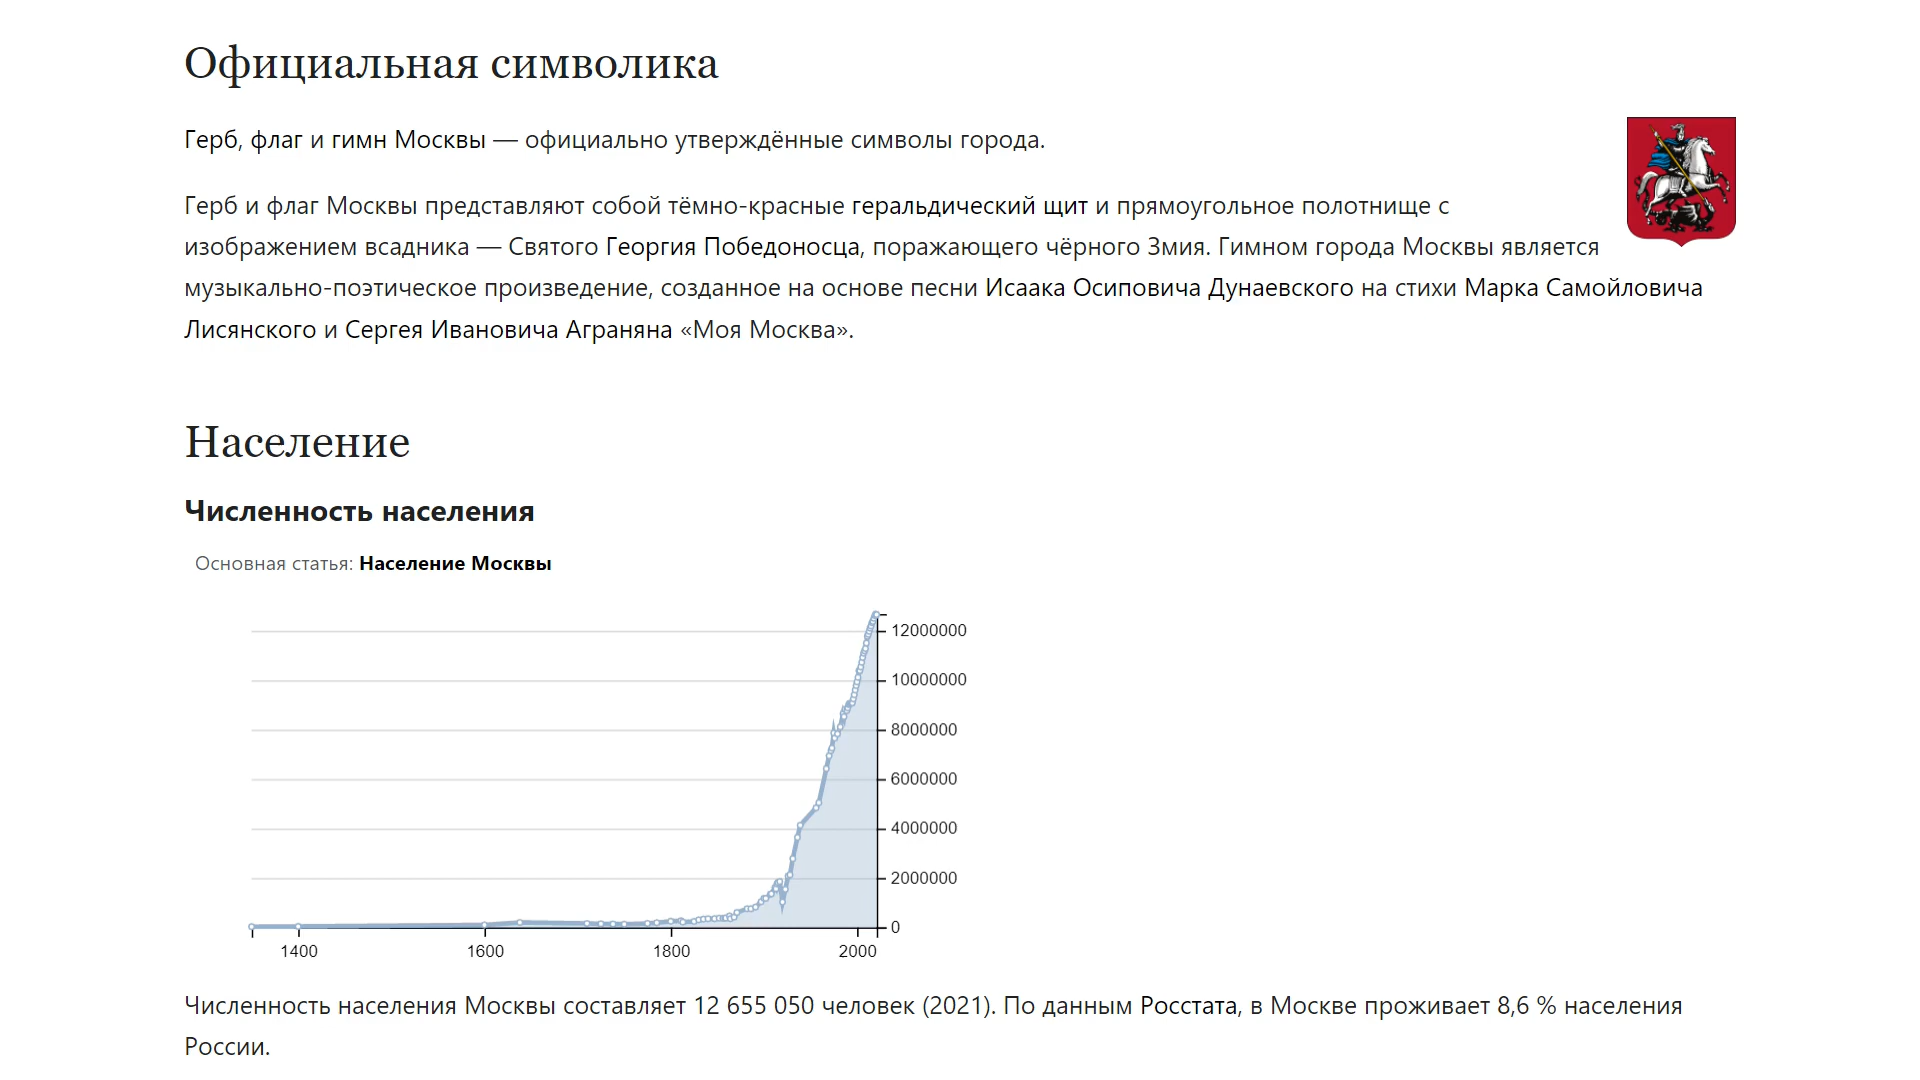 Официальная символика
Герб, флаг и гимн Москвы — официально утверждённые символы города.
Герб и флаг Москвы представляют собой тёмно-красные геральдический щит и прямоугольное полотнище с
изображением всадника — Святого Георгия Победоносца, поражающего чёрного Змия. Гимном города Москвы является
музыкально-поэтическое произведение, созданное на основе песни Исаака Осиповича Дунаевского на стихи Марка Самойловича
Лисянского и Сергея Ивановича Аграняна «Моя Москва».
Население
Численность населения
Основная статья: Население Москвы
12000000
10000000
8000000
6000000
4000000
2000000
0
1400 1600 1800 2000
Численность населения Москвы составляет 12 655 050 человек (2021). По данным Росстата, в Москве проживает 8,6 % населения
России.